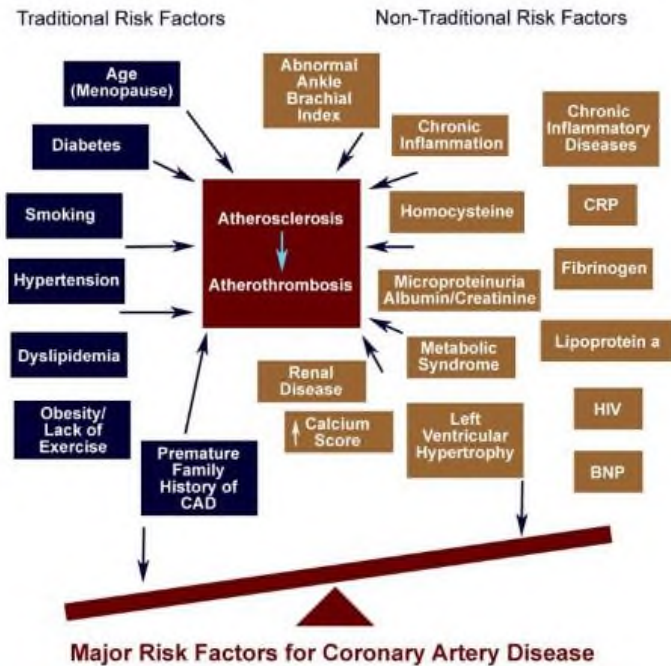 Traditional Risk Factors
Non-Traditional Risk Factors
Age
(Menopause)
Diabetes
Smoking
Hypertension
Dyslipidemia
Obesity/
Lack of
Exercise
Premature
Family
History of
CAD
Atherosclerosis
Atherothrombosis
Abnormal
Ankle
Brachial
Index
Chronic
Inflammation
Homocysteine
Microproteinuria
Albumin/Creatinine
Metabolic
Syndrome
Renal
Disease
Calcium
Score
Left
Ventricular
Hypertrophy
Chronic
Inflammatory
Diseases
CRP
Fibrinogen
Lipoprotein a
HIV
BNP
Major Risk Factors for Coronary Artery Disease